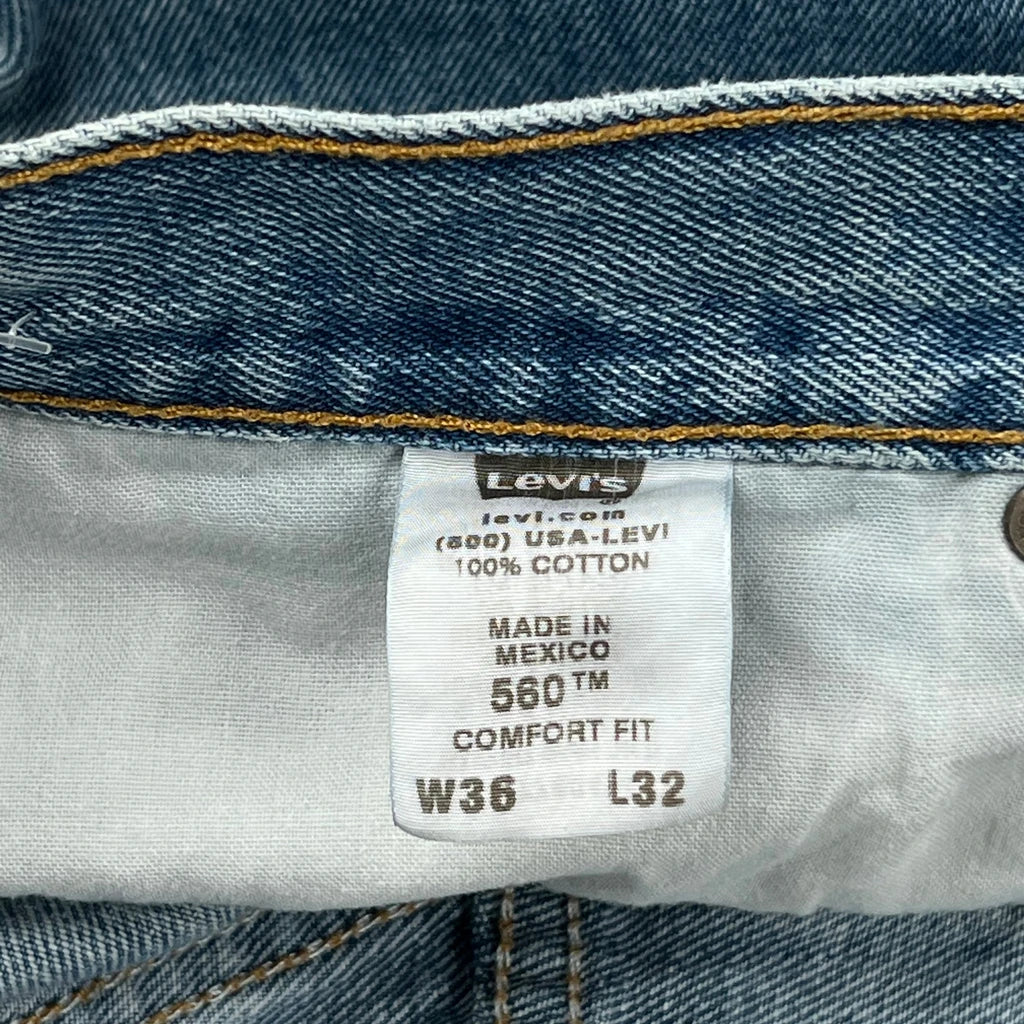 Levi's
levi.com
(800) USA-LEVI
100% COTTON
MADE IN
MEXICO
560™
COMFORT FIT
W36 L32